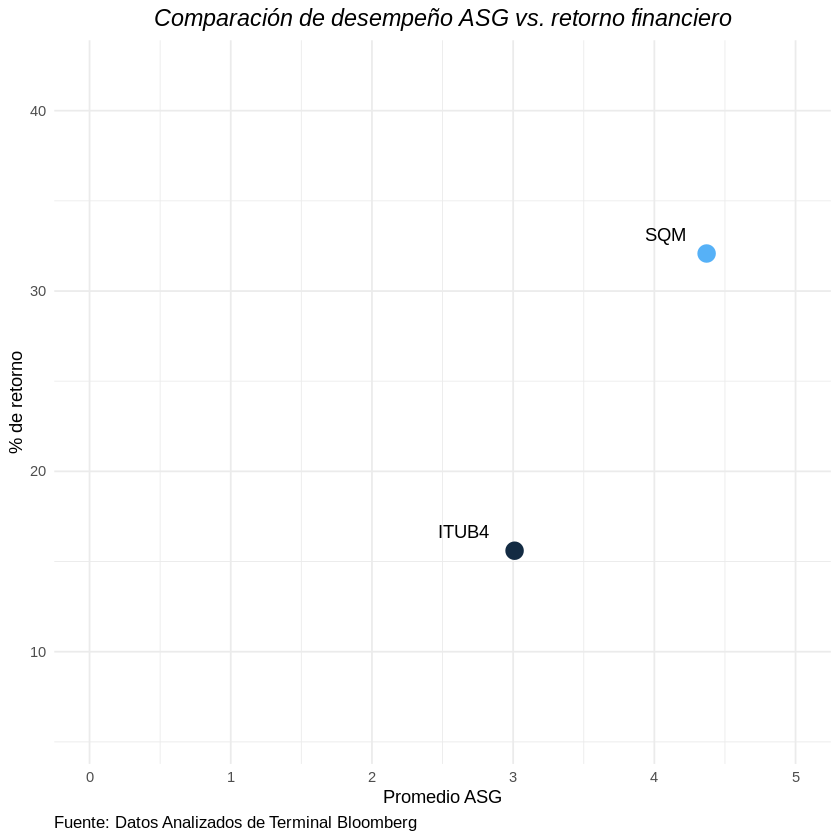 Comparación de desempeño ASG vs. retorno financiero
40
SQM
30
% de retorno
20
ITUB4
10
0 1 2 3 4 5
Promedio ASG
Fuente: Datos Analizados de Terminal Bloomberg